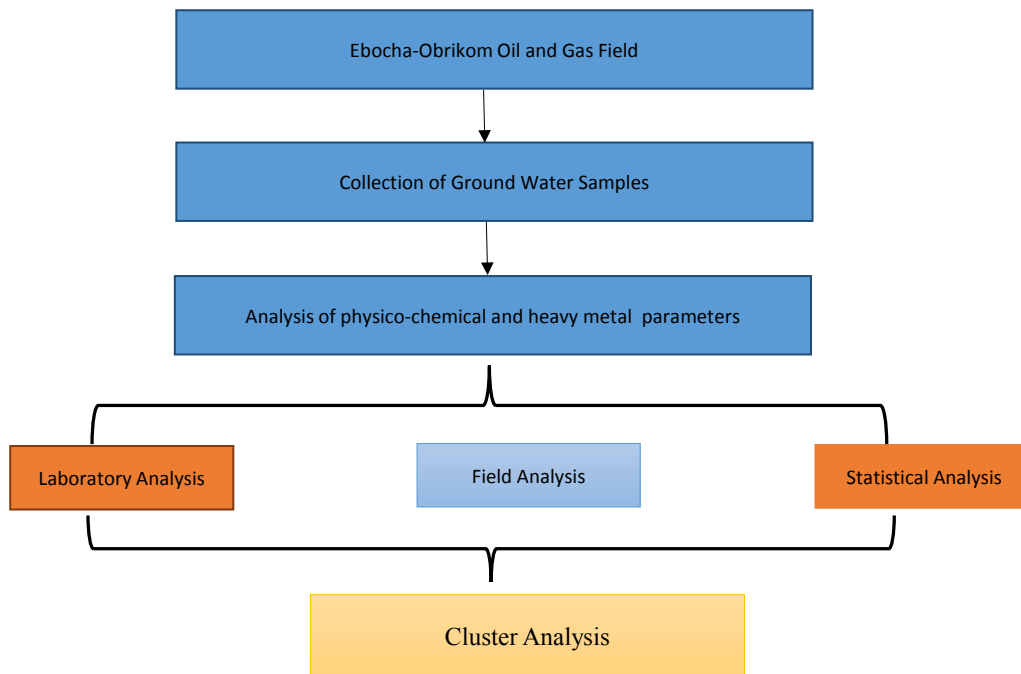 Ebocha-Obrikom Oil and Gas Field
Collection of Ground Water Samples
Analysis of physico-chemical and heavy metal parameters
Laboratory Analysis
Field Analysis
Statistical Analysis
Cluster Analysis